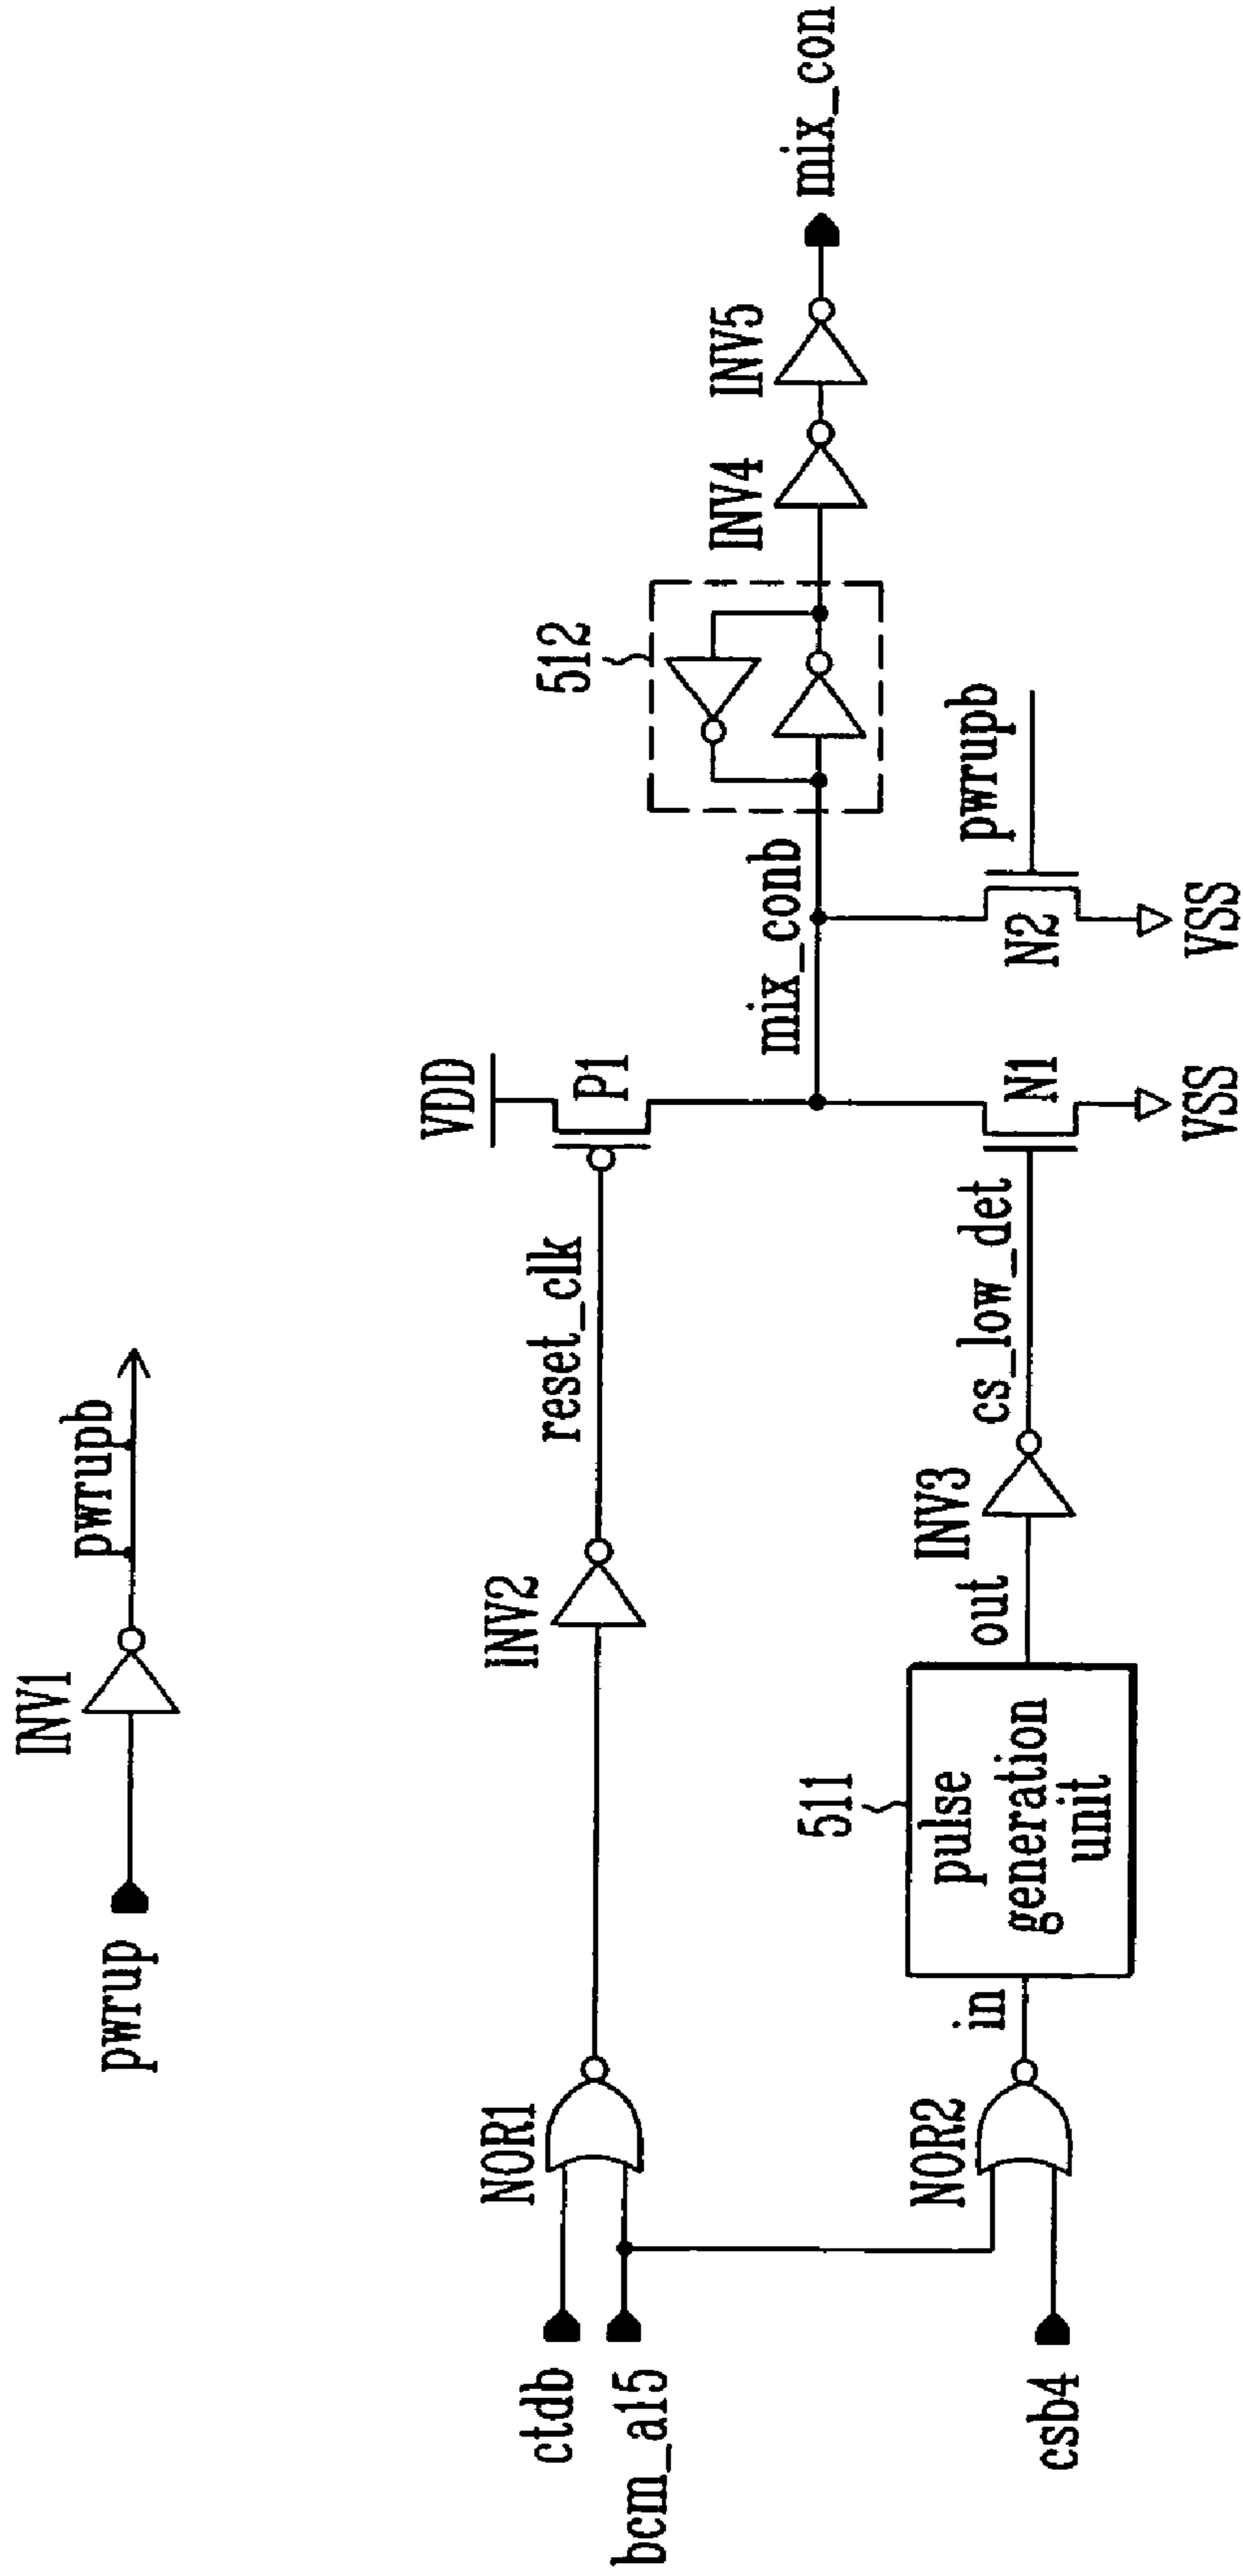 pwrup
INV1
pwrupb
ctdb
bcm_a15
csb4
NOR1
NOR2
in
511
pulse
generation
unit
out
INV2
INV3
reset_clk
cs_low_det
VDD
P1
N1
VSS
mix_conb
N2
VSS
pwrupb
512
INV4
INV5
mix_con